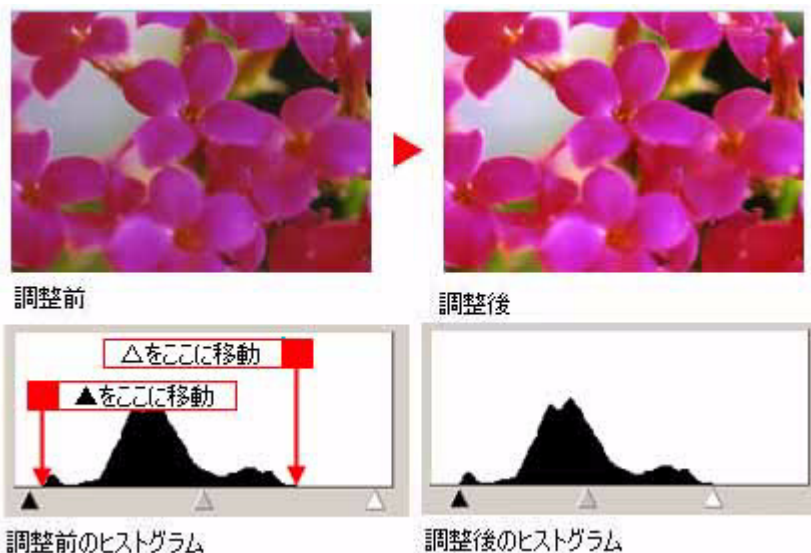 調整前
調整後
△をここに移動
▲をここに移動
調整前のヒストグラム
調整後のヒストグラム